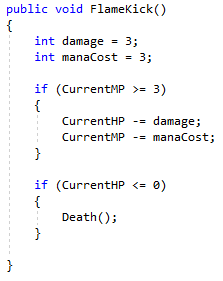 public void FlameKick()
{
    int damage = 3;
    int manaCost = 3;

    if (CurrentMP >= 3)
    {
        CurrentHP -= damage;
        CurrentMP -= manaCost;
    }

    if (CurrentHP <= 0)
    {
        Death();
    }

}